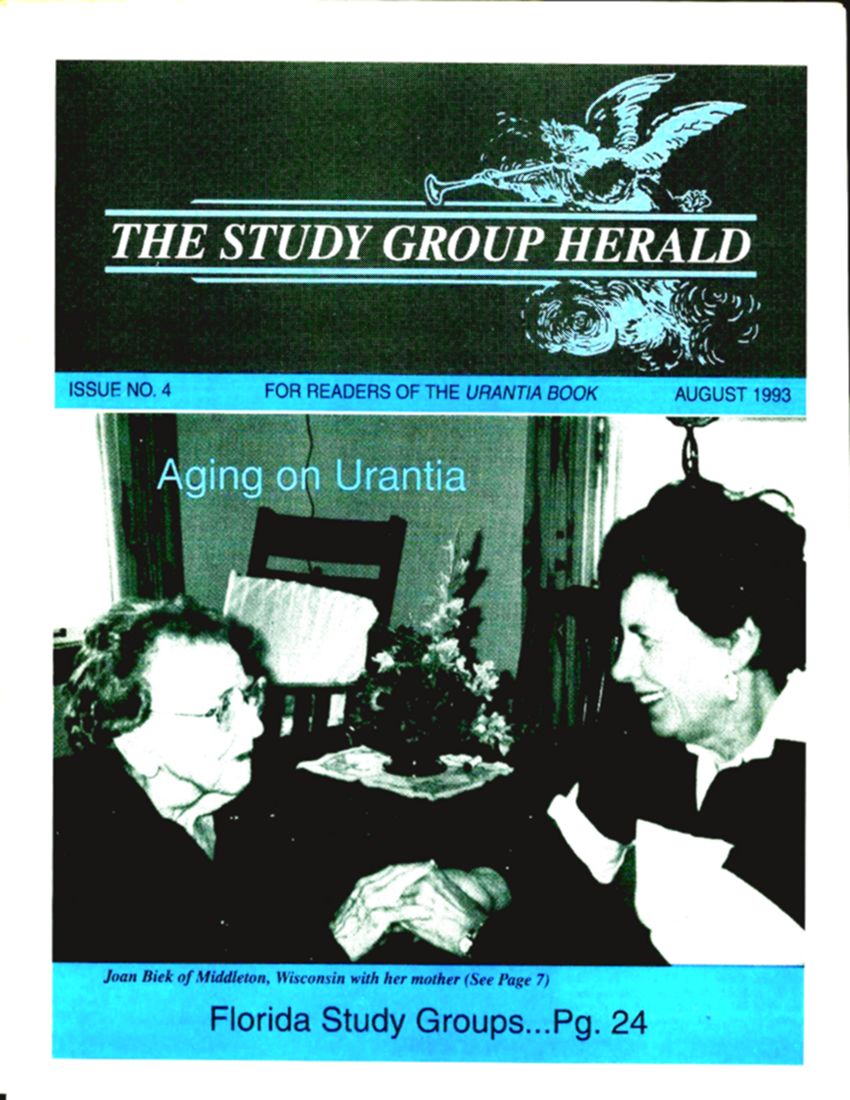 THE STUDY GROUP HERALD
ISSUE NO. 4 FOR READERS OF THE URANTIA BOOK AUGUST 1993
Aging on Urantia
Joan Biek of Middleton, Wisconsin with her mother (See Page 7)
Florida Study Groups...Pg. 24